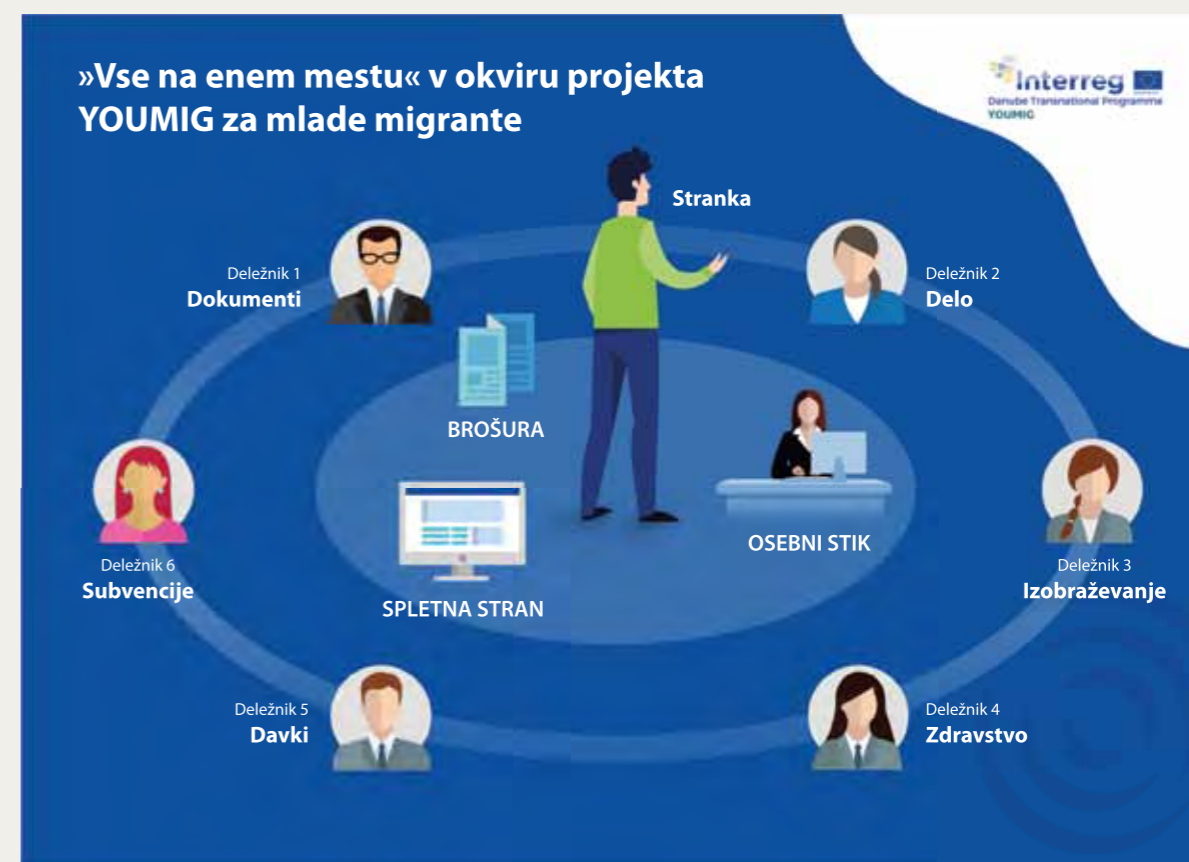 »Vse na enem mestu« v okviru projekta
YOUMIG za mlade migrante
Interreg
Danube Transnational Programme
YOUMIG
Stranka
Deležnik 1
Dokumenti
Deležnik 2
Delo
BROŠURA
OSEBNI STIK
Deležnik 6
Subvencije
Deležnik 3
Izobraževanje
SPLETNA STRAN
Deležnik 5
Davki
Deležnik 4
Zdravstvo